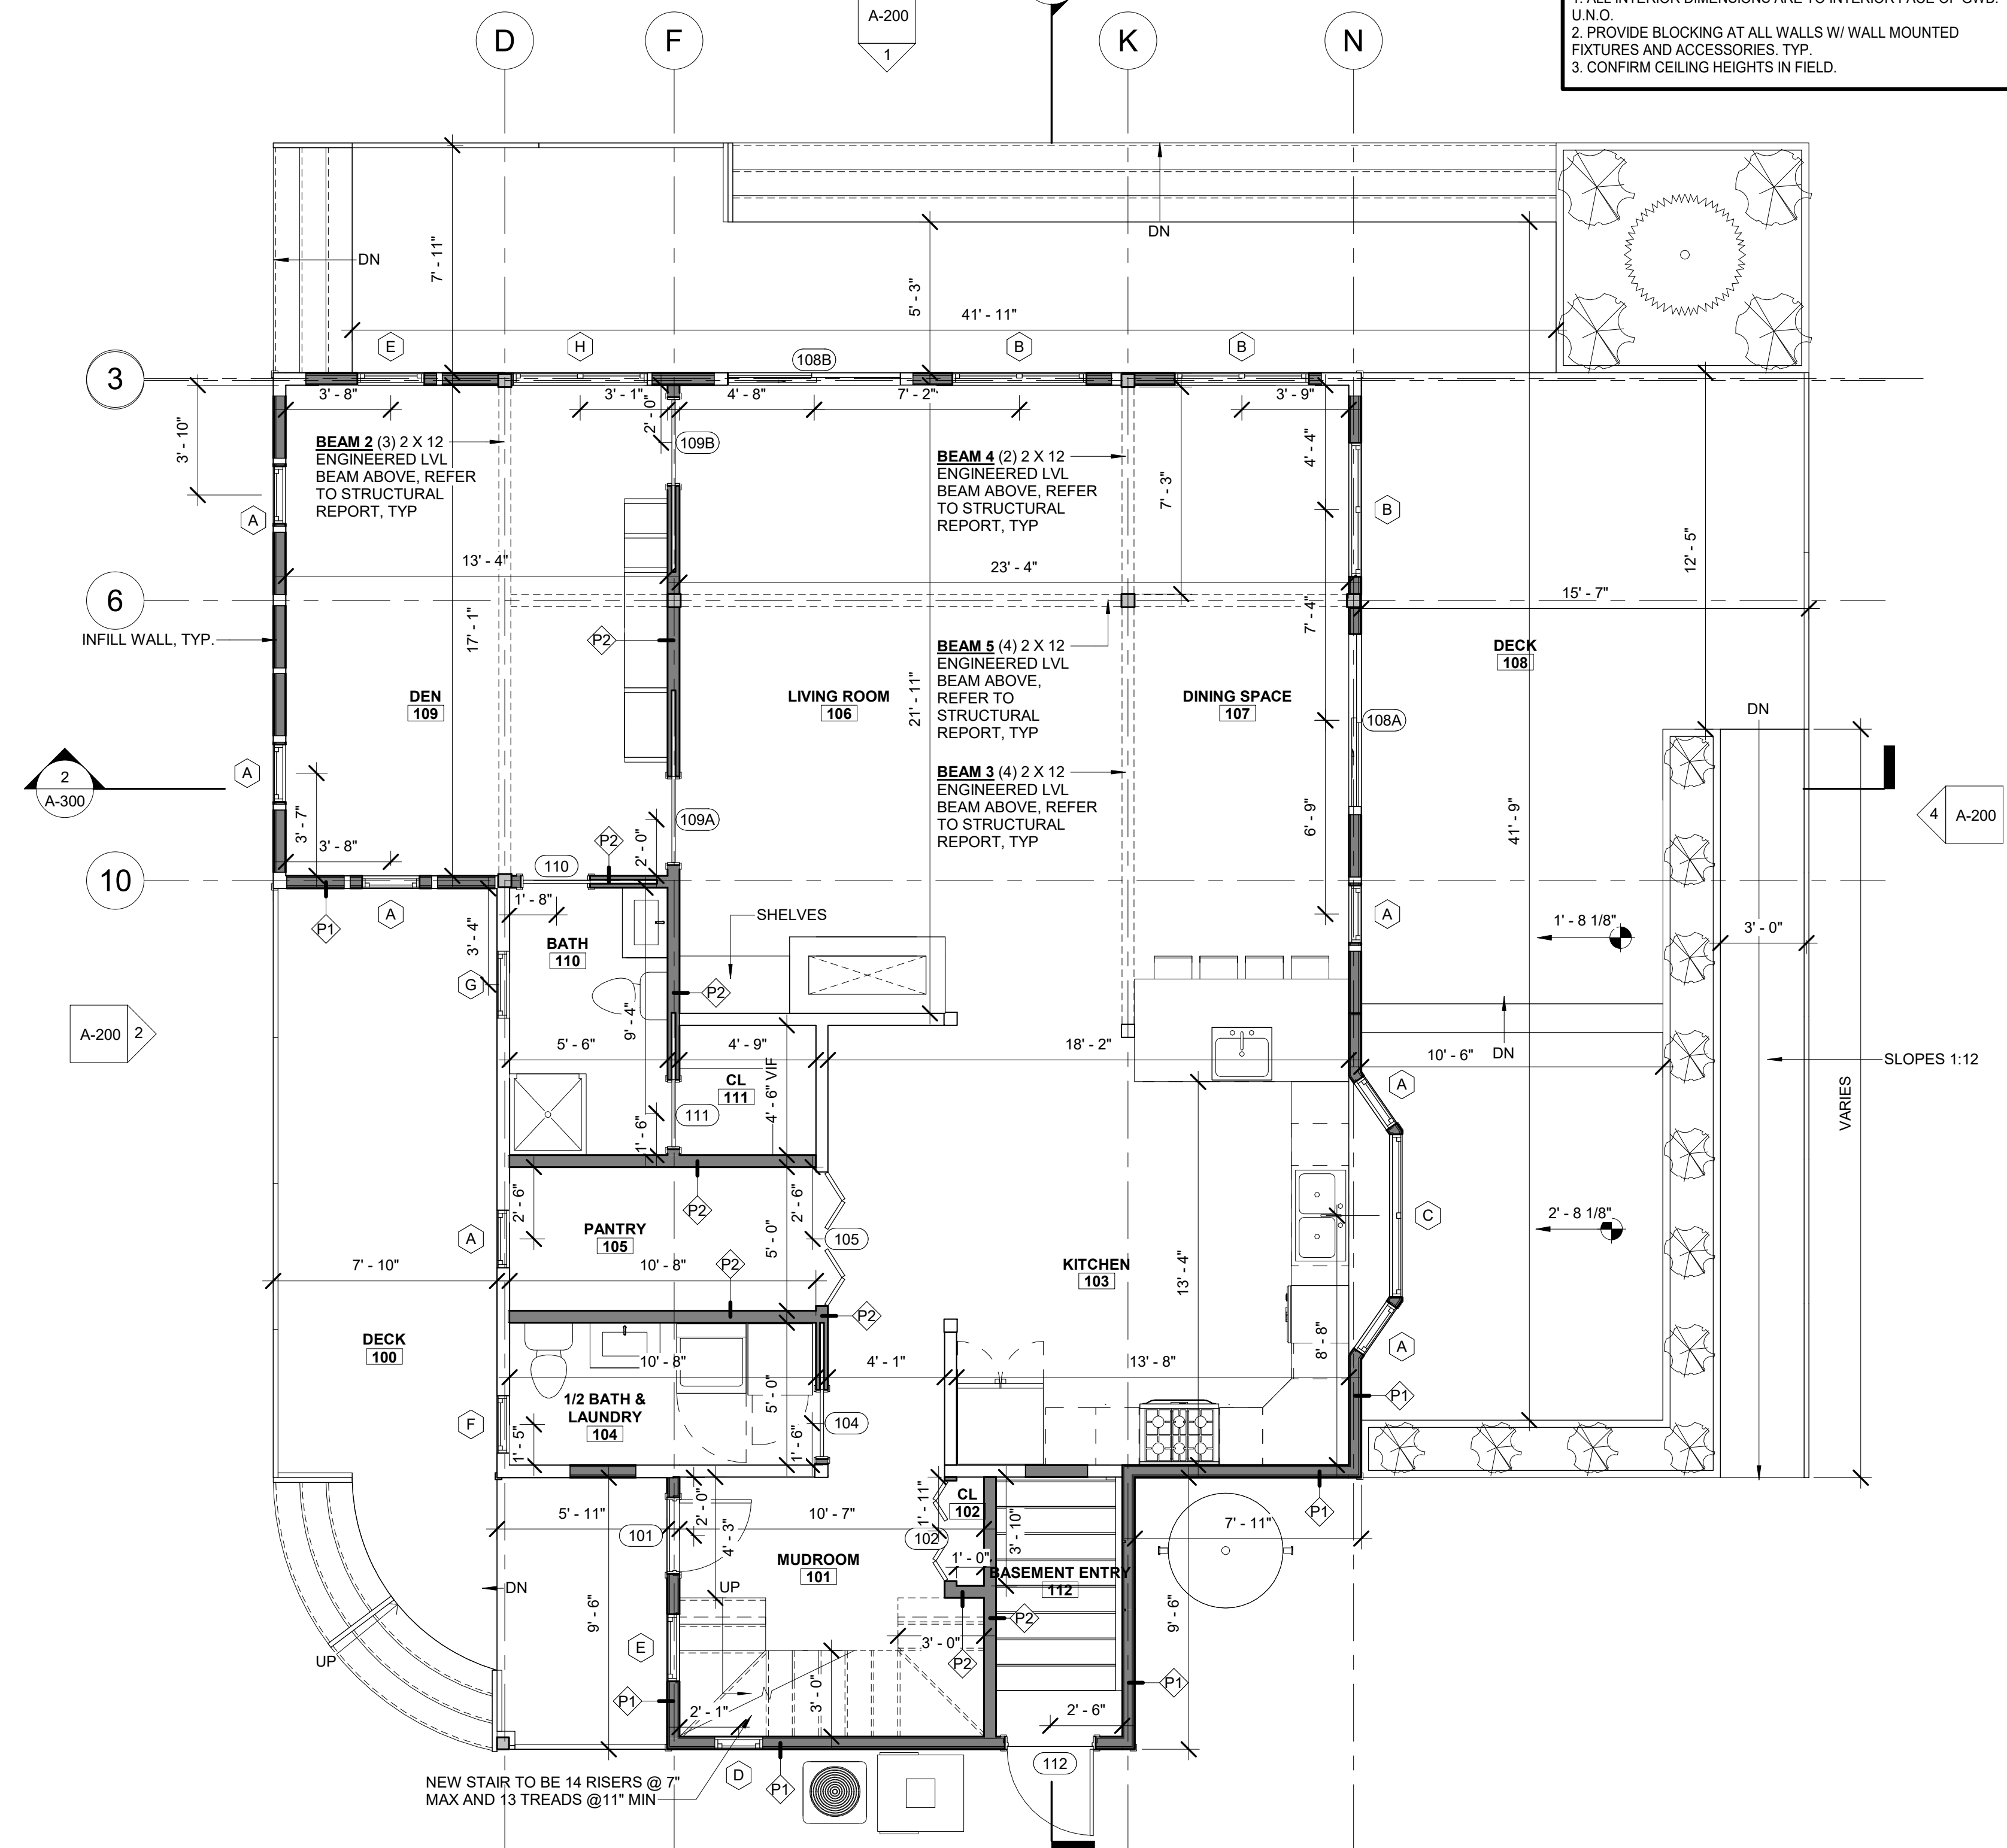 A-200
1
D
F
K
N
U.N.O.
2. PROVIDE BLOCKING AT ALL WALLS W/ WALL MOUNTED
FIXTURES AND ACCESSORIES. TYP.
3. CONFIRM CEILING HEIGHTS IN FIELD.
DN
DN
7' - 11"
5' - 3"
41' - 11"
E
H
108B
B
B
3
3' - 8"
3' - 1"
2' - 0"
4' - 8"
7' - 2"
3' - 9"
3' - 10"
109B
4' - 4"
BEAM 2 (3) 2 X 12
ENGINEERED LVL
BEAM ABOVE, REFER
TO STRUCTURAL
REPORT, TYP
BEAM 4 (2) 2 X 12
ENGINEERED LVL
BEAM ABOVE, REFER
TO STRUCTURAL
REPORT, TYP
7' - 3"
A
B
12' - 5"
13' - 4"
23' - 4"
15' - 7"
6
INFILL WALL, TYP.
17' - 1"
P2
7' - 4"
BEAM 5 (4) 2 X 12
ENGINEERED LVL
BEAM ABOVE,
REFER TO
STRUCTURAL
REPORT, TYP
DECK
108
DEN
109
LIVING ROOM
106
21' - 11"
DINING SPACE
107
108A
DN
2
A-300
A
BEAM 3 (4) 2 X 12
ENGINEERED LVL
BEAM ABOVE, REFER
TO STRUCTURAL
REPORT, TYP
3' - 7"
3' - 8"
109A
2' - 0"
P2
6' - 9"
41' - 9"
4
A-200
10
110
P1
A
1' - 8"
3' - 4"
SHELVES
A
1' - 8 1/8"
3' - 0"
BATH
110
G
P2
9' - 4"
A-200
2
5' - 6"
4' - 9"
18' - 2"
10' - 6"
DN
SLOPES 1:12
CL
111
4' - 6" VIF
A
VARIES
111
1' - 6"
2' - 6"
P2
2' - 6"
PANTRY
105
5' - 0"
105
A
C
2' - 8 1/8"
7' - 10"
10' - 8"
P2
KITCHEN
103
13' - 4"
P2
DECK
100
10' - 8"
4' - 1"
13' - 8"
8' - 8"
A
1/2 BATH &
LAUNDRY
104
5' - 0"
P1
F
1' - 5"
1' - 6"
104
5' - 11"
101
2' - 0"
4' - 3"
10' - 7"
1' - 11"
102
CL
102
3' - 10"
P1
7' - 11"
MUDROOM
101
1' - 0"
BASEMENT ENTRY
112
DN
UP
9' - 6"
P2
9' - 6"
E
3' - 0"
UP
P2
P1
P1
3' - 0"
2' - 1"
2' - 6"
NEW STAIR TO BE 14 RISERS @ 7"
MAX AND 13 TREADS @11" MIN
D
P1
112